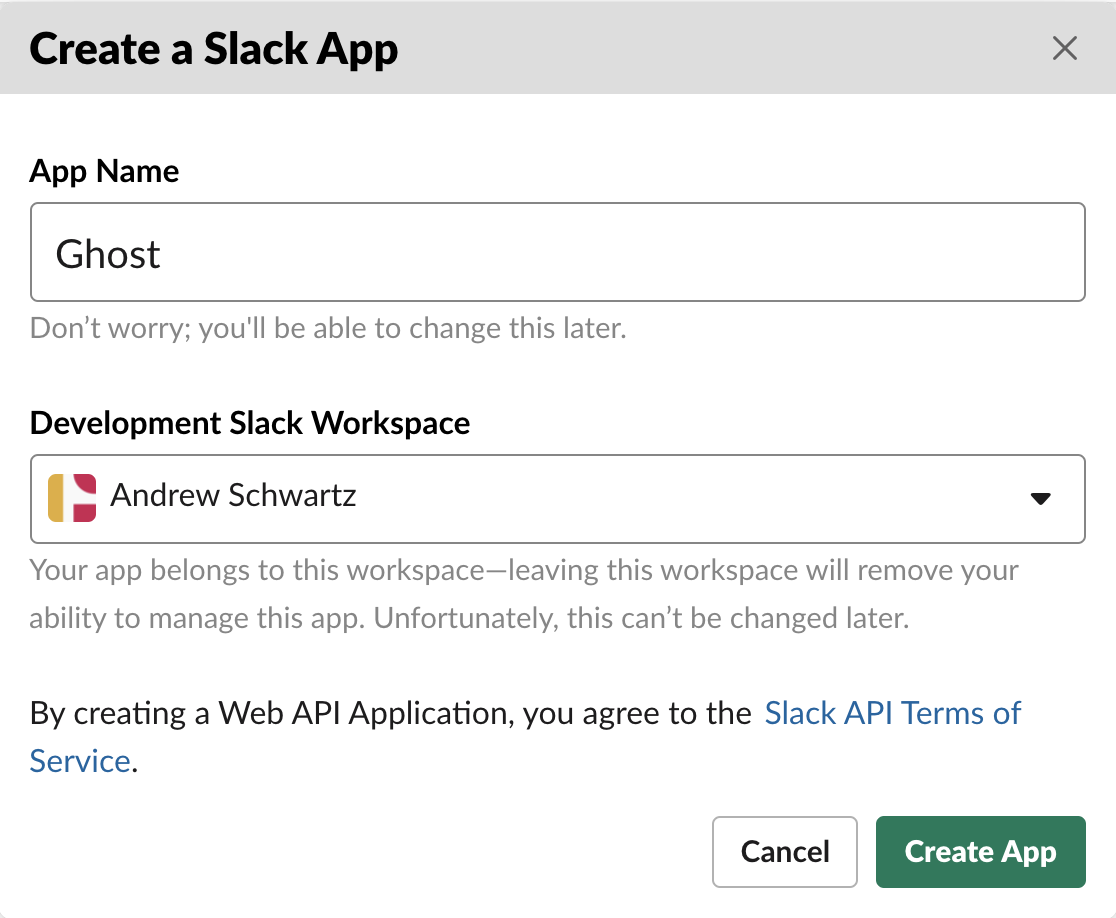 Create a Slack App
App Name
Ghost
Don’t worry; you'll be able to change this later.
Development Slack Workspace
Andrew Schwartz
Your app belongs to this workspace—leaving this workspace will remove your
ability to manage this app. Unfortunately, this can’t be changed later.
By creating a Web API Application, you agree to the Slack API Terms of
Service.
Cancel
Create App